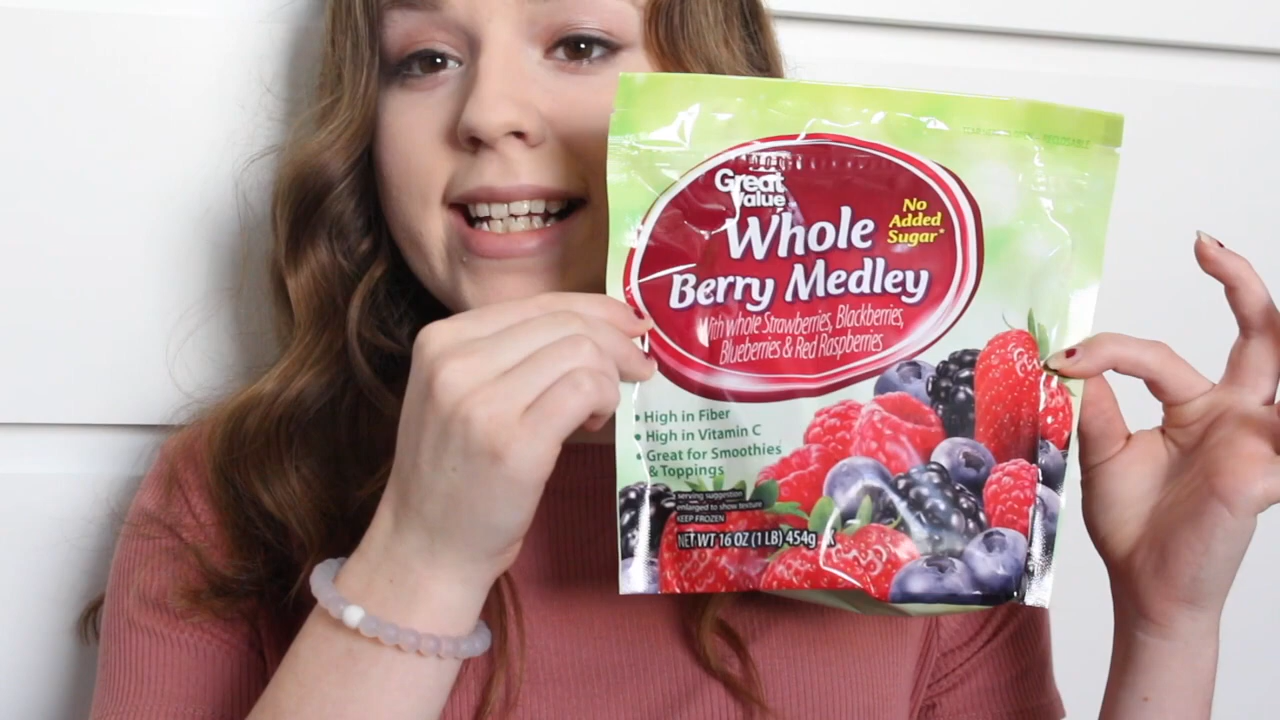 Great
Value
Whole
Berry Medley
No
Added
Sugar*
With whole Strawberries, Blackberries,
Blueberries & Red Raspberries
• High in Fiber
• High in Vitamin C
• Great for Smoothies
& Toppings
serving suggestion
enlarged to show texture
KEEP FROZEN
NET WT 16 OZ (1 LB) 454g